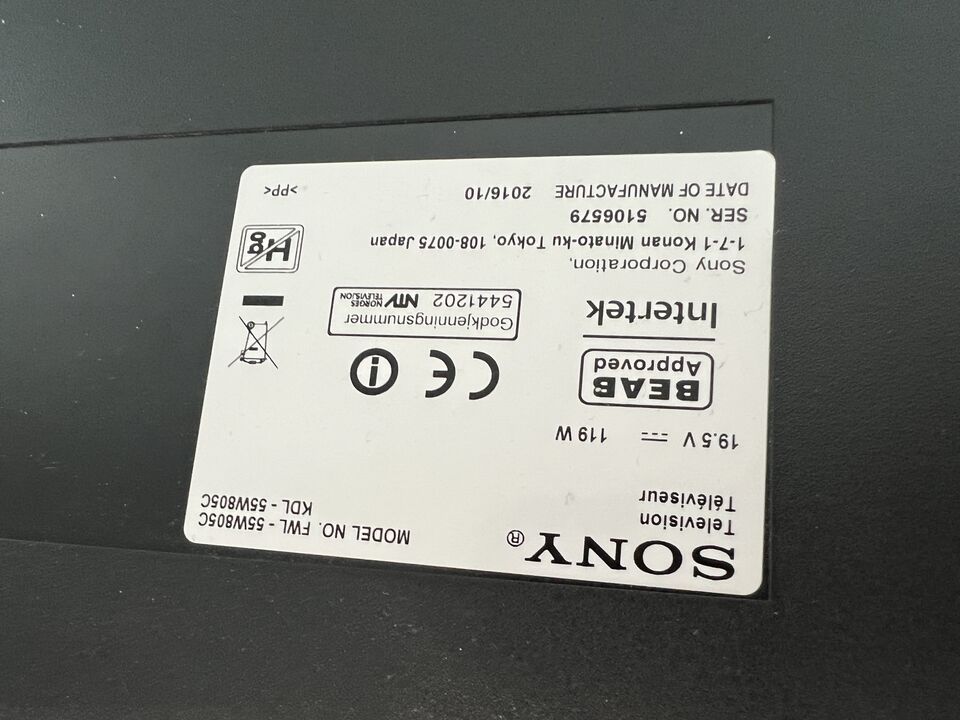 SONY®
Television
Téléviseur
MODEL NO. FWL - 55W805C
KDL - 55W805C
19.5 V ⎓ 119 W
BEAB
Approved
Intertek
CE
i
Godkjenningsnummer
5441202 NTV NORGES
TELEVISJON
Sony Corporation,
1-7-1 Konan Minato-ku Tokyo, 108-0075 Japan
Hg
SER. NO. 5106579
DATE OF MANUFACTURE 2016/10
>PP<